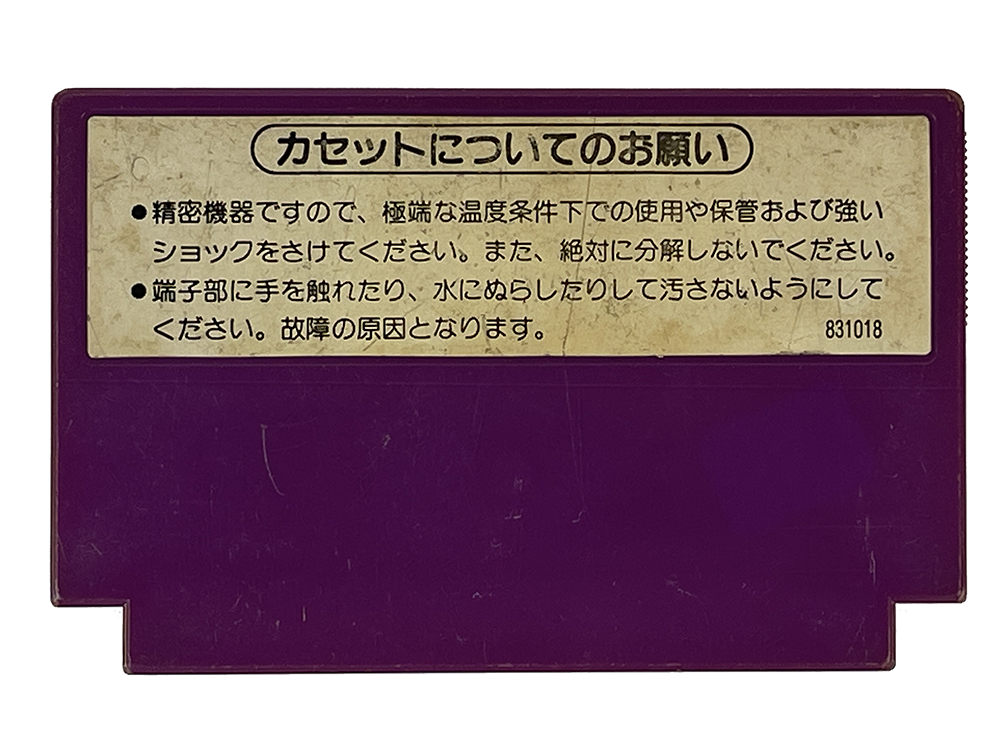 カセットについてのお願い
●精密機器ですので、極端な温度条件下での使用や保管および強い
ショックをさけてください。また、絶対に分解しないでください。
●端子部に手を触れたり、水にぬらしたりして汚さないようにして
ください。故障の原因となります。 831018